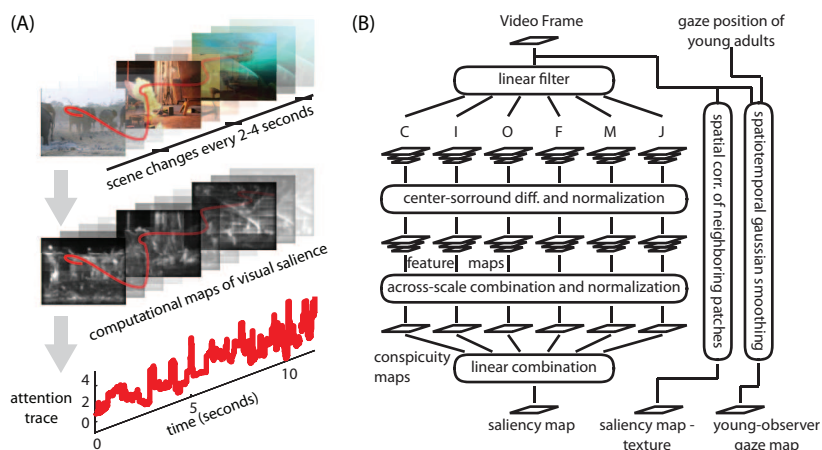 (A)
scene changes every 2-4 seconds
computational maps of visual salience
attention
trace
4
2
0
0
5
10
time (seconds)
(B)
Video Frame
gaze position of
young adults
linear filter
C I O F M J
center-sorround diff. and normalization
feature maps
across-scale combination and normalization
conspicuity
maps
linear combination
spatial corr. of neighboring
patches
spatiotemporal gaussian smoothing
saliency map
saliency map -
texture
young-observer
gaze map